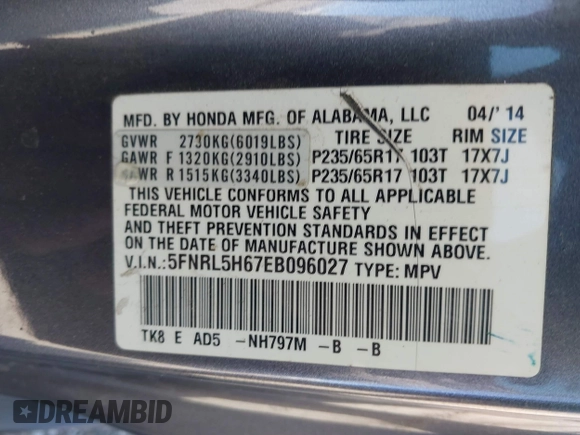 MFD. BY HONDA MFG. OF ALABAMA, LLC 04/'14
GVWR 2730KG(6019LBS) TIRE SIZE RIM SIZE
GAWR F 1320KG(2910LBS) P235/65R17 103T 17X7J
GAWR R 1515KG(3340LBS) P235/65R17 103T 17X7J
THIS VEHICLE CONFORMS TO ALL APPLICABLE
FEDERAL MOTOR VEHICLE SAFETY
AND THEFT PREVENTION STANDARDS IN EFFECT
ON THE DATE OF MANUFACTURE SHOWN ABOVE.
V.I.N.:5FNRL5H67EB096027 TYPE: MPV
TK8 E AD5 -NH797M -B -B
DREAMBID